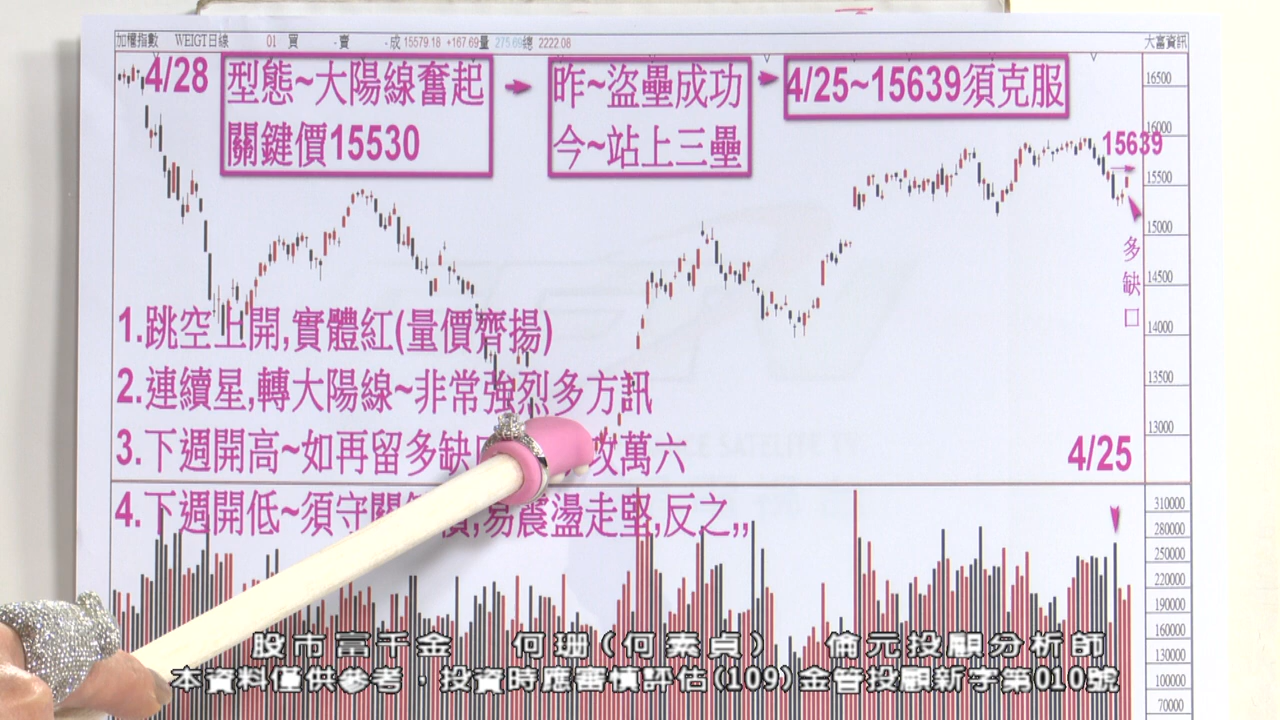 加權指數 WEIGT日線 01 買 -賣 -成 15579.18 +167.69量 275.69總 2222.08 大富資訊
4/28
型態~大陽線奮起
關鍵價15530
昨~盜壘成功
今~站上三壘
4/25~15639須克服
16500
16000
15639
15500
15000
多缺口
14500
14000
13500
13000
1.跳空上開,實體紅(量價齊揚)
2.連續星,轉大陽線~非常強烈多方訊
3.下週開高~如再留多缺 攻萬六
4.下週開低~須守關 ,易震盪走堅,反之,,
4/25
310000
280000
250000
220000
190000
160000
130000
100000
70000
股市富千金 何珊(何素貞) 倫元投顧分析師
本資料僅供參考,投資時應審慎評估(109)金管投顧新字第010號